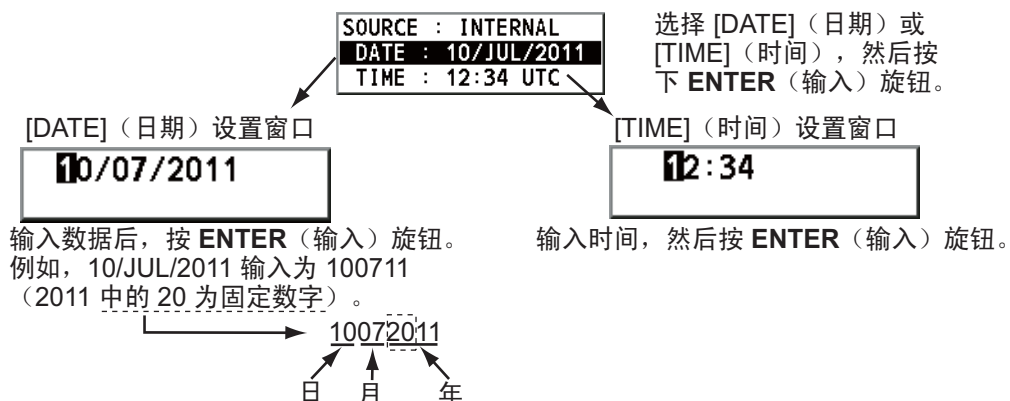 SOURCE : INTERNAL
DATE : 10/JUL/2011
TIME : 12:34 UTC
选择 [DATE]（日期）或
[TIME]（时间），然后按
下 ENTER（输入）旋钮。
[DATE]（日期）设置窗口
10/07/2011
输入数据后，按 ENTER（输入）旋钮。
例如，10/JUL/2011 输入为 100711
（2011 中的 20 为固定数字）。
10072011
日 月 年
[TIME]（时间）设置窗口
12:34
输入时间，然后按 ENTER（输入）旋钮。